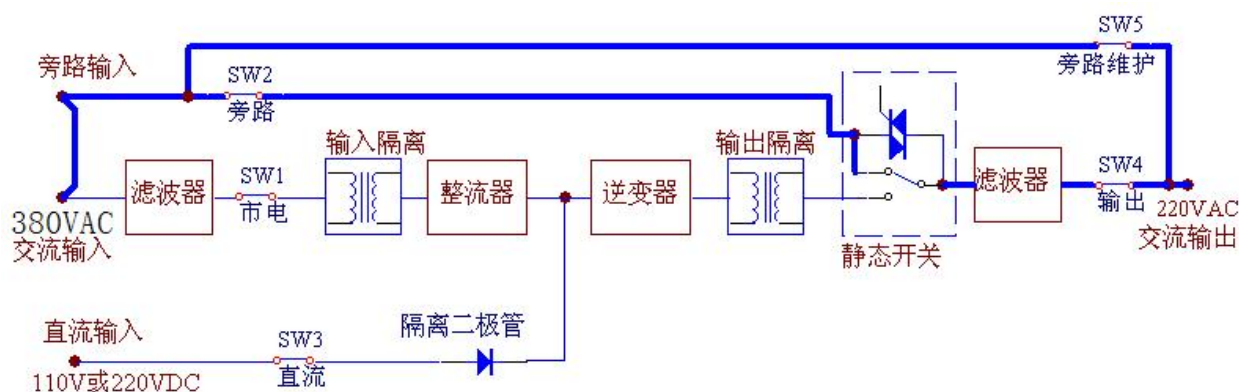 SW5
旁路输入
SW2
旁路维护
旁路
输入隔离
输出隔离
滤波器
SW1
整流器
逆变器
滤波器
SW4
市电
输出
380VAC
220VAC
交流输入
交流输出
静态开关
直流输入
SW3
隔离二极管
110V或220VDC
直流